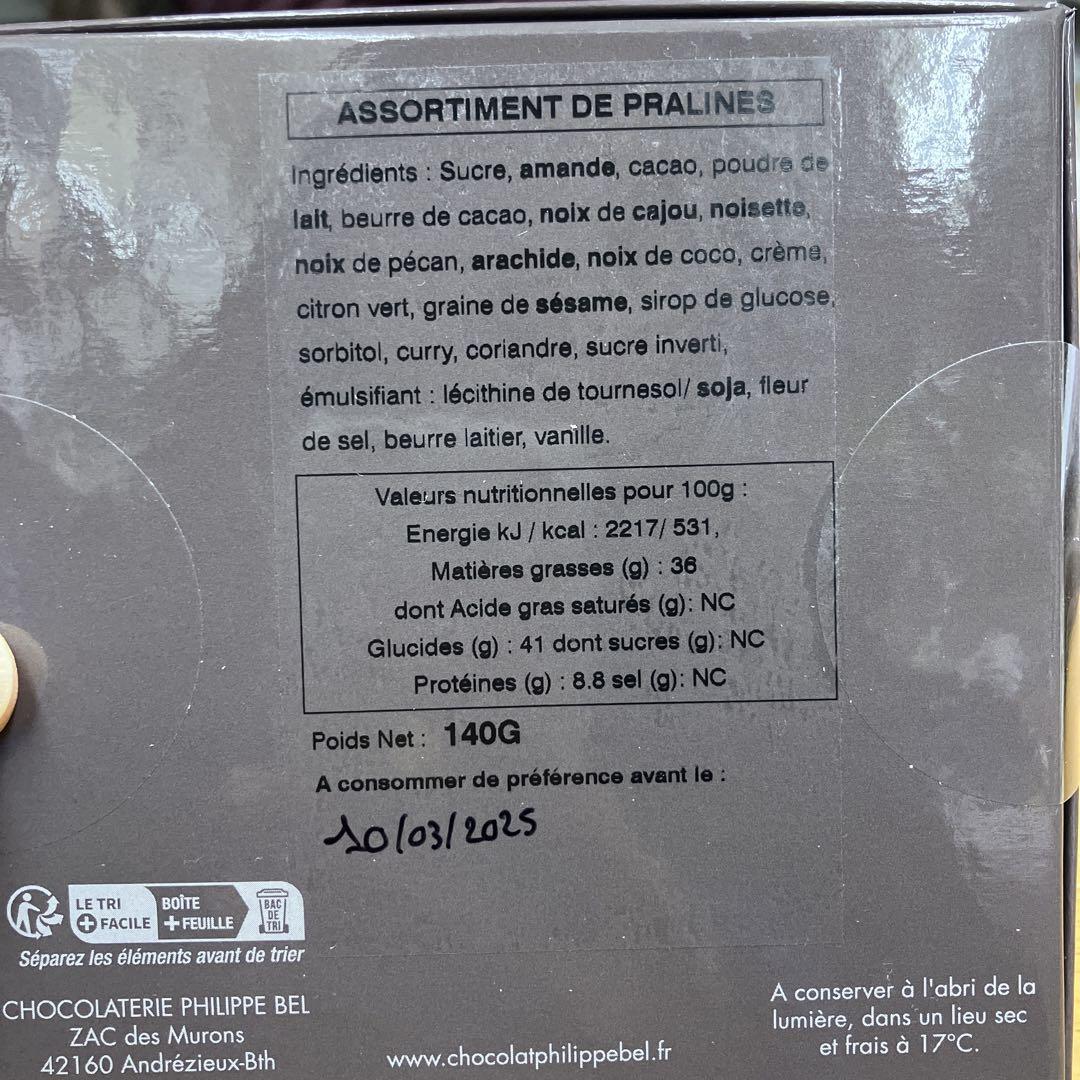 ASSORTIMENT DE PRALINES
Ingrédients : Sucre, amande, cacao, poudre de
lait, beurre de cacao, noix de cajou, noisette,
noix de pécan, arachide, noix de coco, crème,
citron vert, graine de sésame, sirop de glucose,
sorbitol, curry, coriandre, sucre inverti,
émulsifiant : lécithine de tournesol/ soja, fleur
de sel, beurre laitier, vanille.
Valeurs nutritionnelles pour 100g :
Energie kJ / kcal : 2217/ 531,
Matières grasses (g) : 36
dont Acide gras saturés (g): NC
Glucides (g) : 41 dont sucres (g): NC
Protéines (g) : 8.8 sel (g): NC
Poids Net : 140G
A consommer de préférence avant le :
10/03/2025
LE TRI
+ FACILE
BOÎTE
+ FEUILLE
BAC
DE
TRI
Séparez les éléments avant de trier
CHOCOLATERIE PHILIPPE BEL
ZAC des Murons
42160 Andrézieux-Bth
www.chocolatphilippebel.fr
A conserver à l'abri de la
lumière, dans un lieu sec
et frais à 17°C.